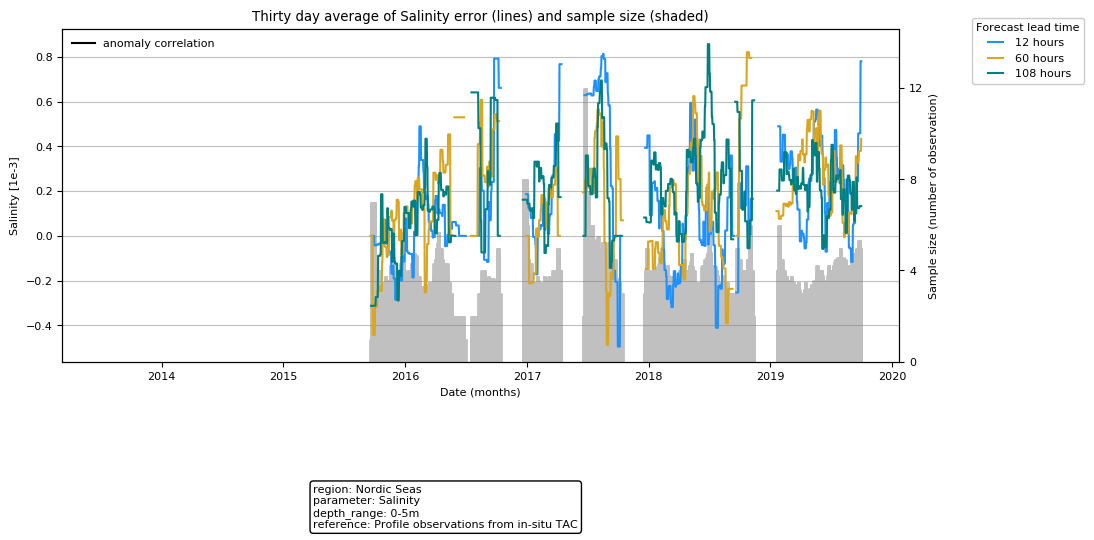 Thirty day average of Salinity error (lines) and sample size (shaded)
anomaly correlation
Forecast lead time
12 hours
60 hours
108 hours
Salinity [1e-3]
0.8
0.6
0.4
0.2
0.0
−0.2
−0.4
Sample size (number of observation)
12
8
4
0
2014
2015
2016
2017
2018
2019
2020
Date (months)
region: Nordic Seas
parameter: Salinity
depth_range: 0-5m
reference: Profile observations from in-situ TAC